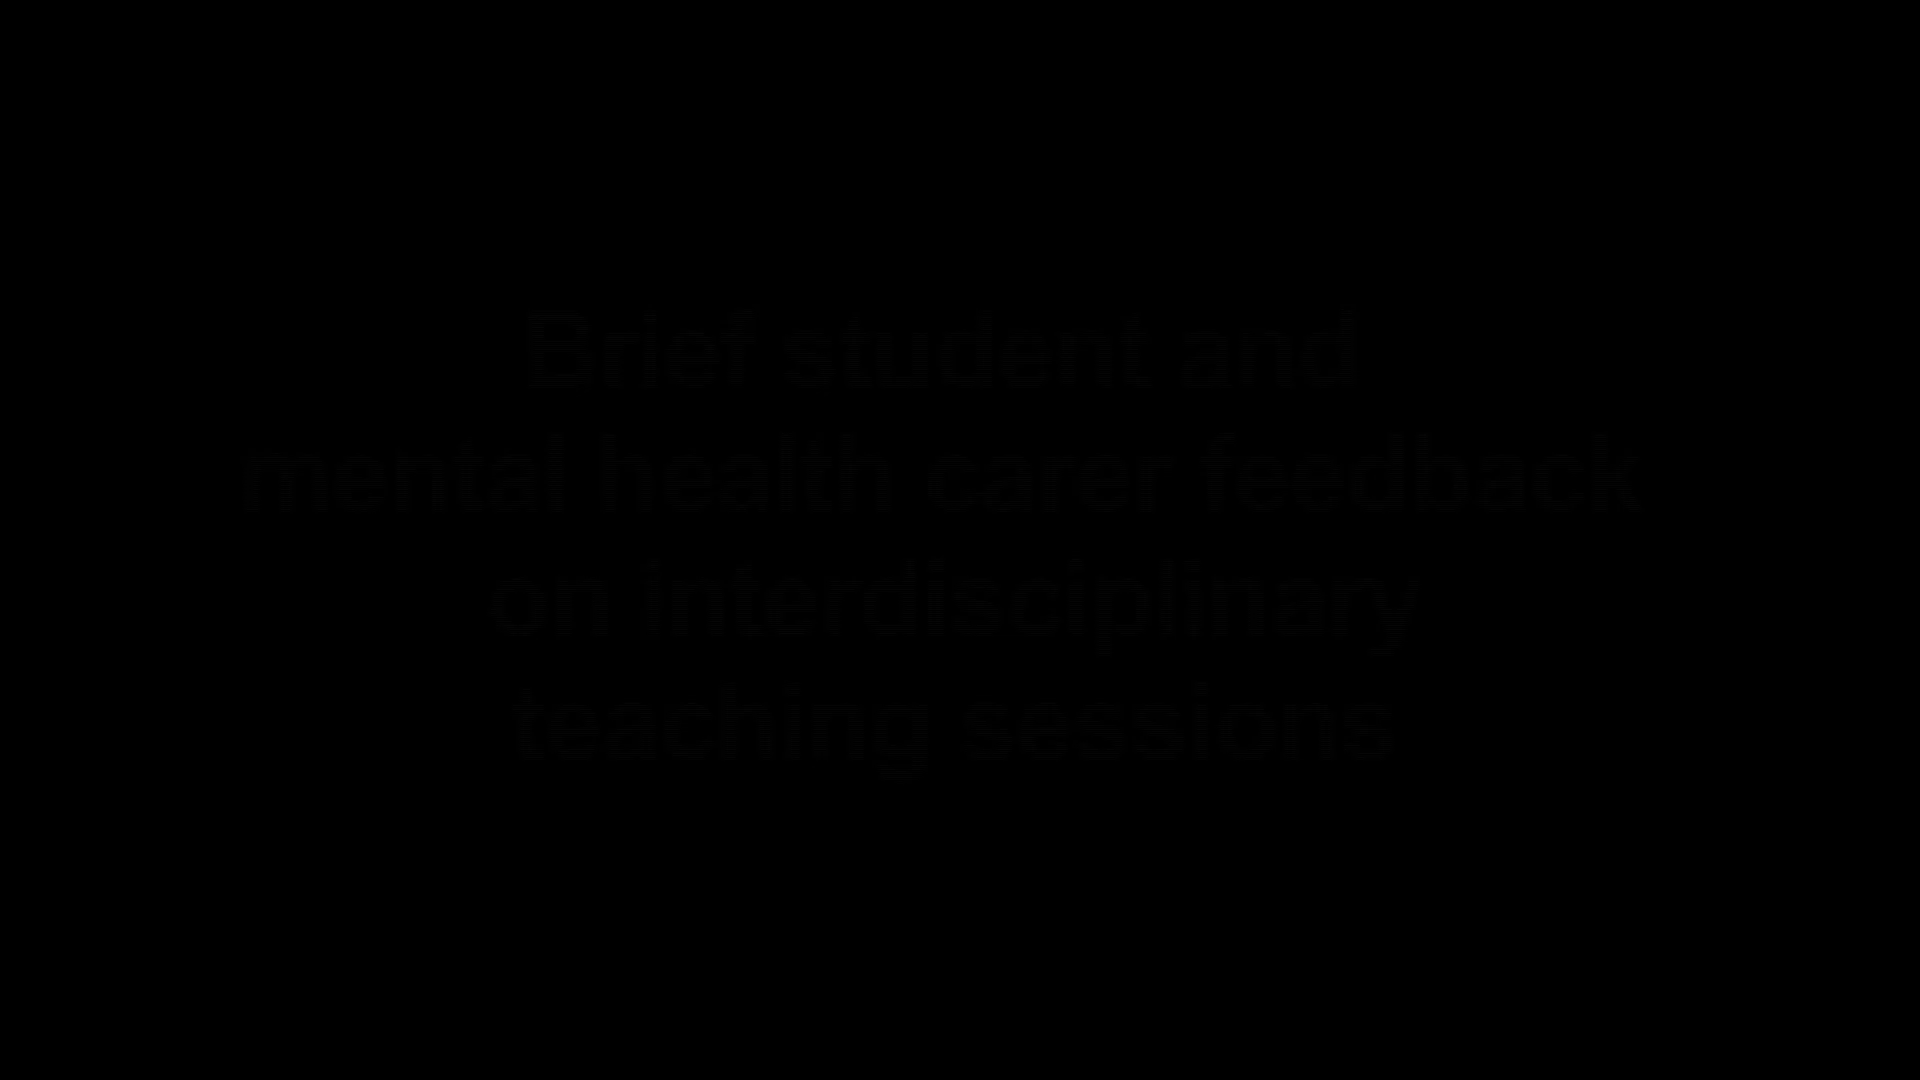 Brief student and
mental health carer feedback
on interdisciplinary
teaching sessions